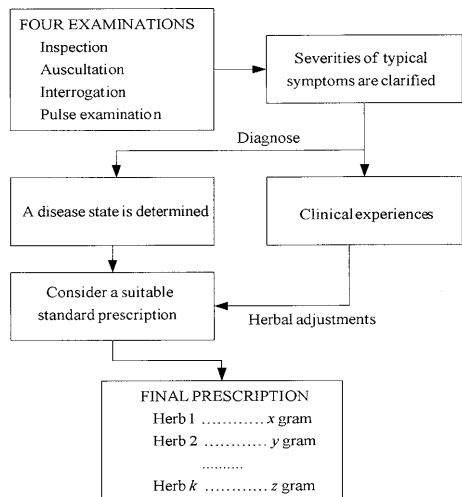 FOUR EXAMINATIONS
Inspection
Auscultation
Interrogation
Pulse examination
Severities of typical
symptoms are clarified
Diagnose
A disease state is determined
Clinical experiences
Consider a suitable
standard prescription
Herbal adjustments
FINAL PRESCRIPTION
Herb 1 ............ x gram
Herb 2 ............ y gram
..........
Herb k ............ z gram